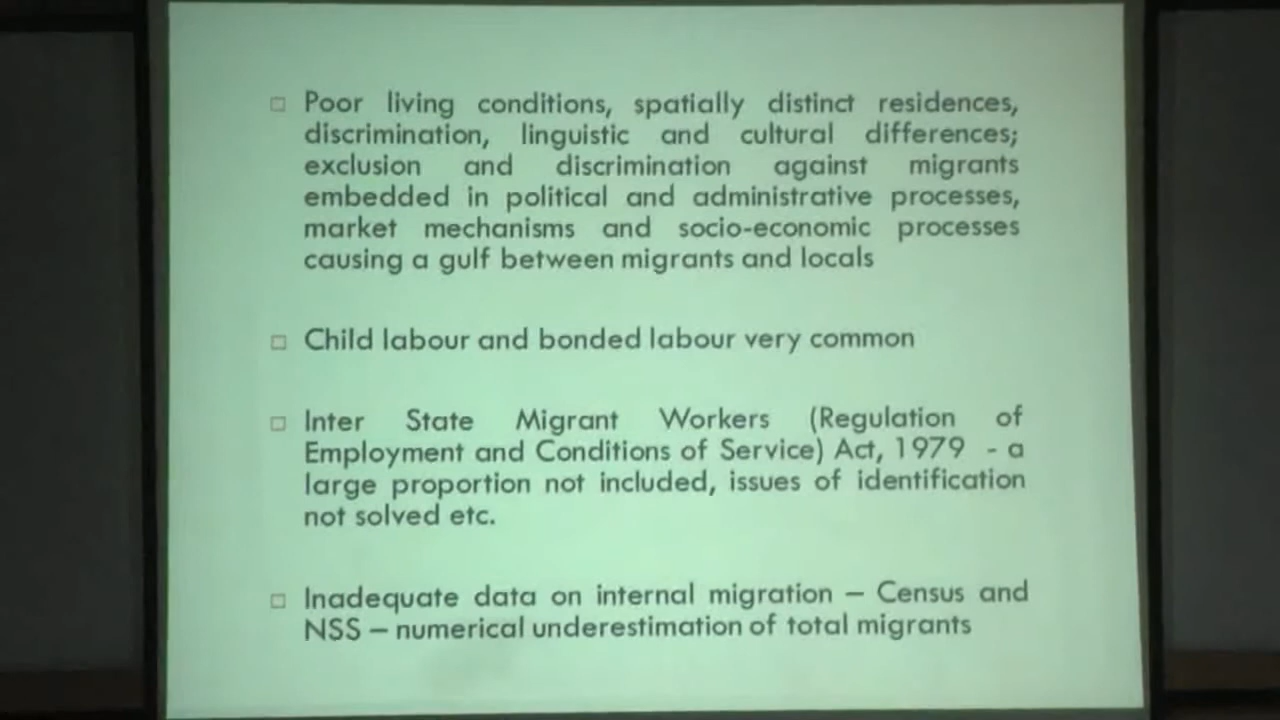 Poor living conditions, spatially distinct residences,
discrimination, linguistic and cultural differences;
exclusion and discrimination against migrants
embedded in political and administrative processes,
market mechanisms and socio-economic processes
causing a gulf between migrants and locals
Child labour and bonded labour very common
Inter State Migrant Workers (Regulation of
Employment and Conditions of Service) Act, 1979 - a
large proportion not included, issues of identification
not solved etc.
Inadequate data on internal migration – Census and
NSS – numerical underestimation of total migrants